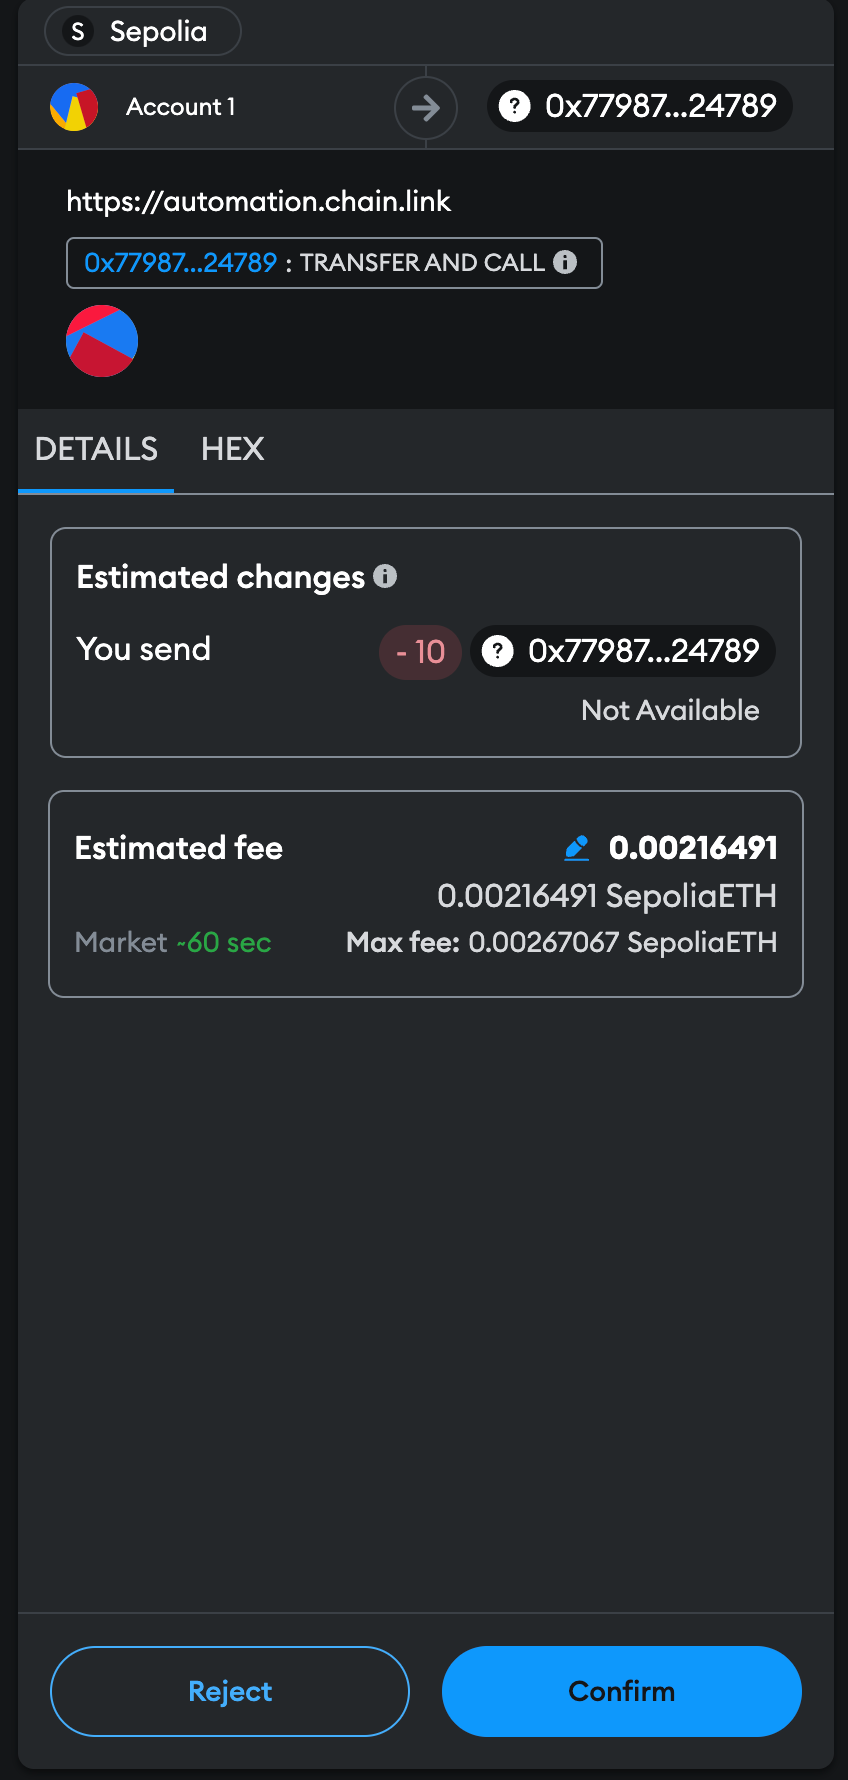 S Sepolia
Account 1 ? 0x77987...24789
https://automation.chain.link
0x77987...24789 : TRANSFER AND CALL i
DETAILS HEX
Estimated changes i
You send - 10 ? 0x77987...24789
Not Available
Estimated fee 0.00216491
0.00216491 SepoliaETH
Market ~60 sec Max fee: 0.00267067 SepoliaETH
Reject Confirm